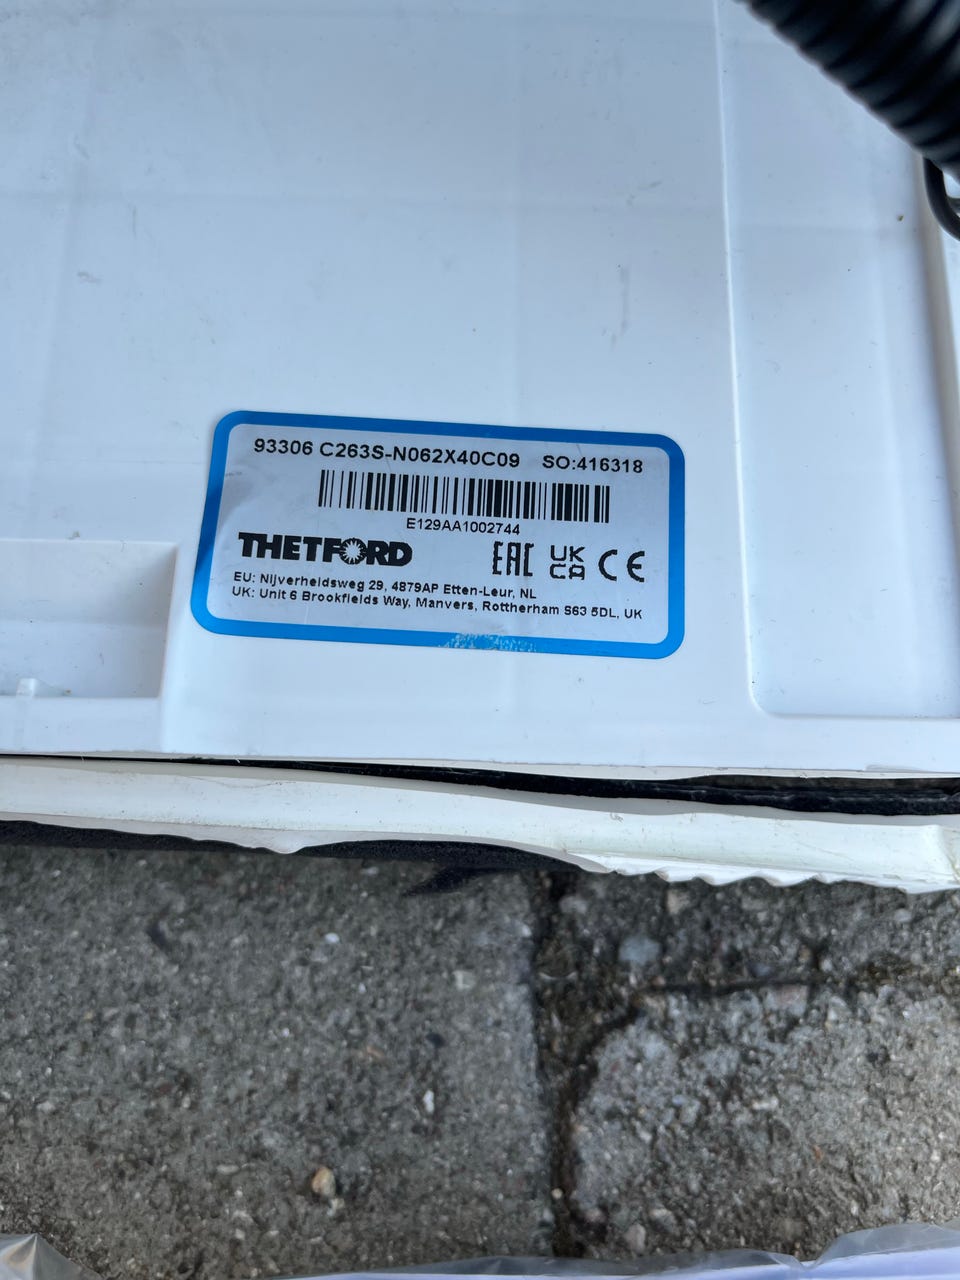 93306 C263S-N062X40C09 SO:416318
E129AA1002744
THETFORD
EAC UK CA CE
EU: Nijverheidsweg 29, 4879AP Etten-Leur, NL
UK: Unit 6 Brookfields Way, Manvers, Rottherham S63 5DL, UK